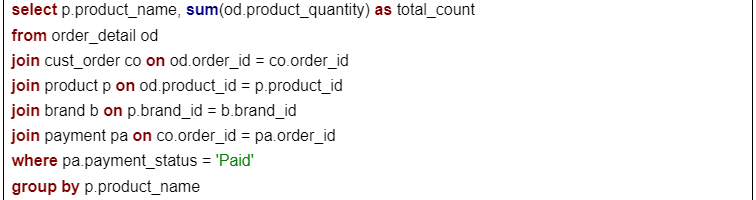 select p.product_name, sum(od.product_quantity) as total_count
from order_detail od
join cust_order co on od.order_id = co.order_id
join product p on od.product_id = p.product_id
join brand b on p.brand_id = b.brand_id
join payment pa on co.order_id = pa.order_id
where pa.payment_status = 'Paid'
group by p.product_name